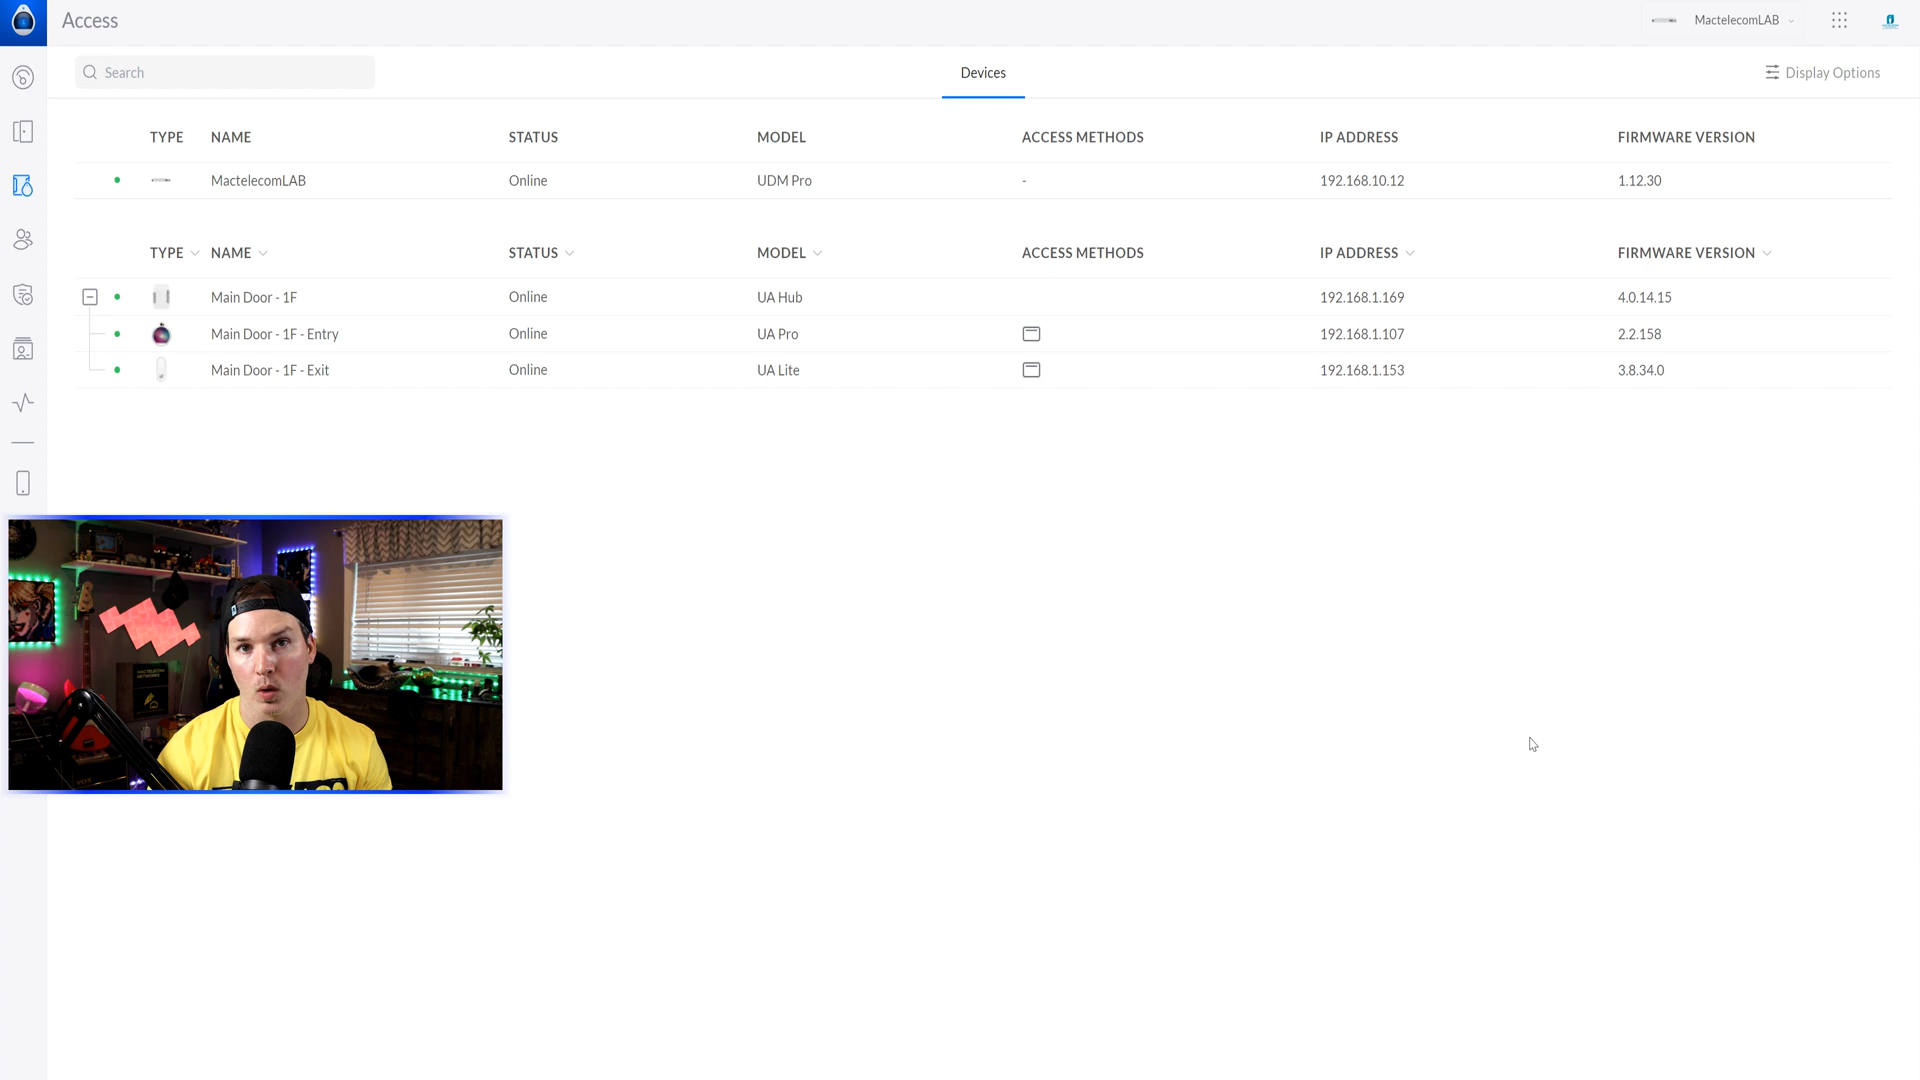 Access
MactelecomLAB
Search
Devices
Display Options
TYPE NAME STATUS MODEL ACCESS METHODS IP ADDRESS FIRMWARE VERSION
MactelecomLAB Online UDM Pro - 192.168.10.12 1.12.30
TYPE NAME STATUS MODEL ACCESS METHODS IP ADDRESS FIRMWARE VERSION
Main Door - 1F Online UA Hub 192.168.1.169 4.0.14.15
Main Door - 1F - Entry Online UA Pro 192.168.1.107 2.2.158
Main Door - 1F - Exit Online UA Lite 192.168.1.153 3.8.34.0
MACTELECOM
NETWORKS
VOX